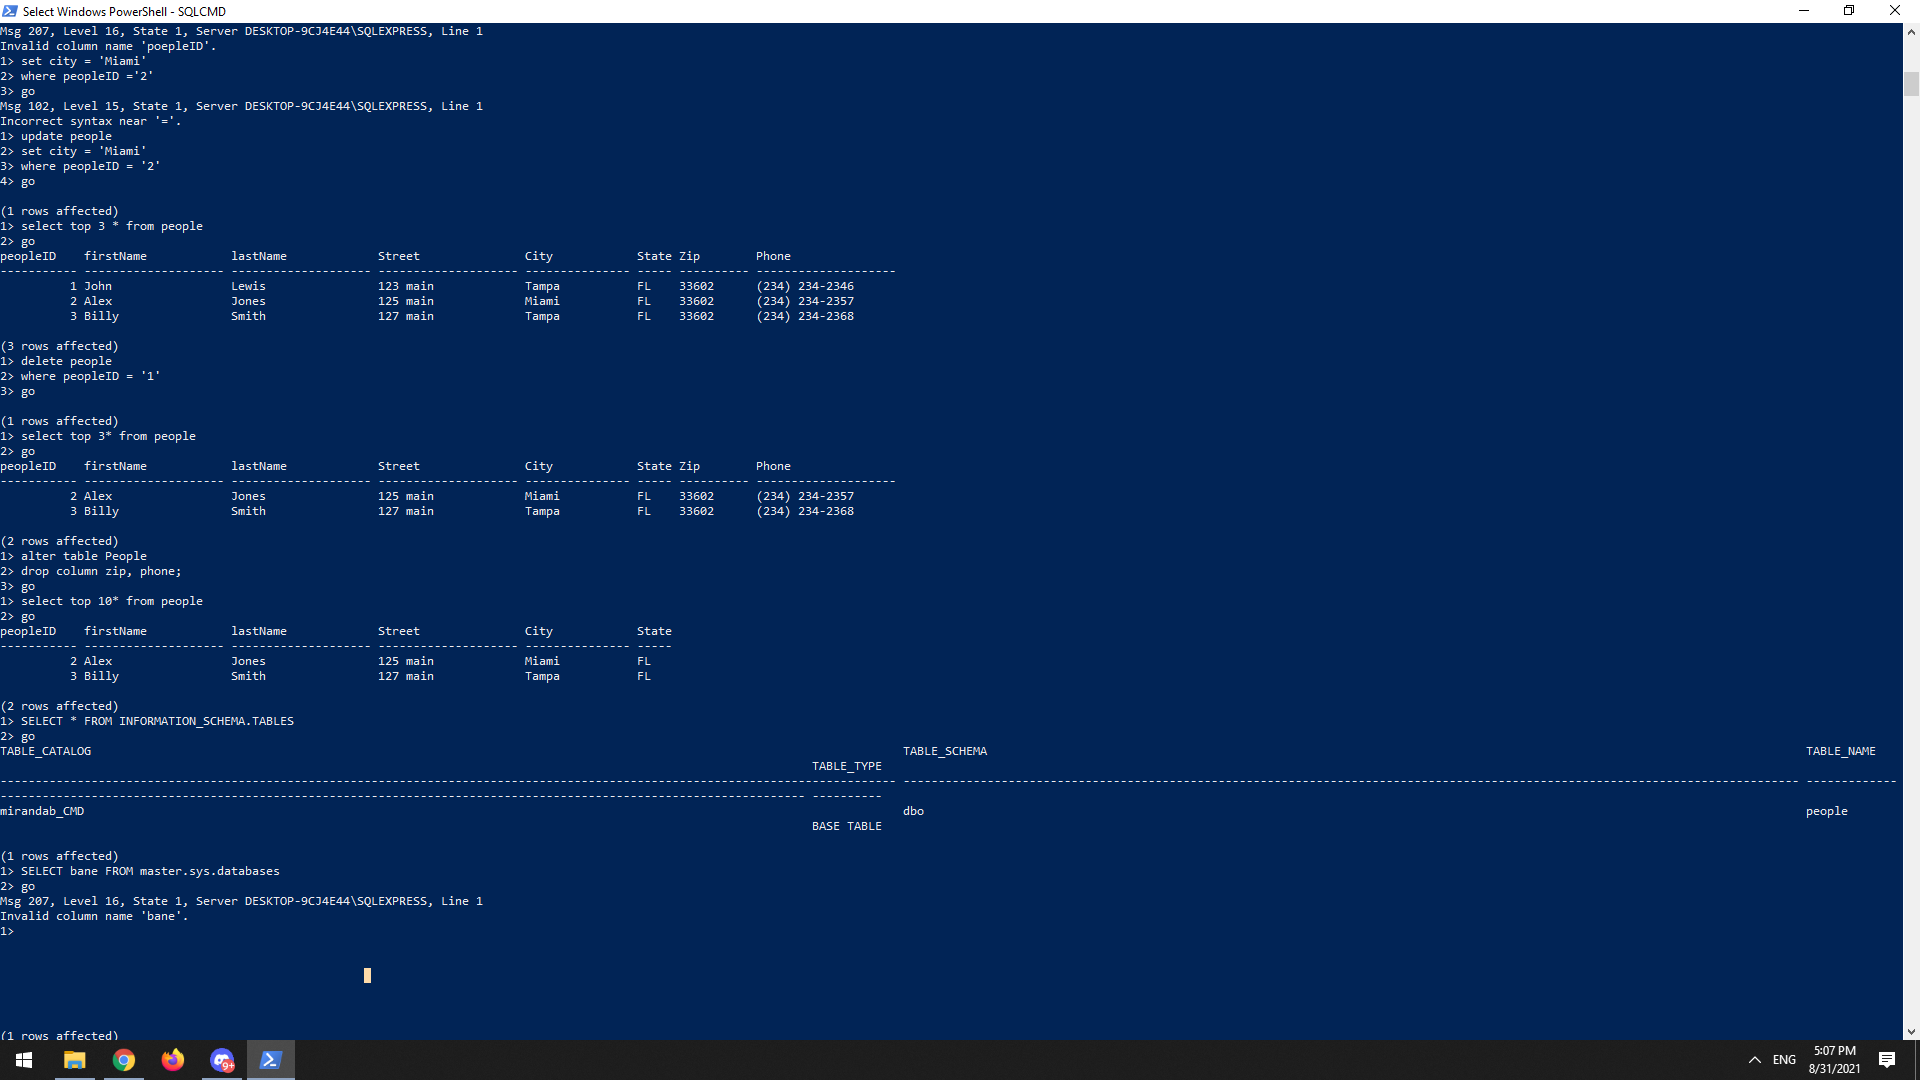 Select Windows PowerShell - SQLCMD
Msg 207, Level 16, State 1, Server DESKTOP-9CJ4E44\SQLEXPRESS, Line 1
Invalid column name 'poepleID'.
1> set city = 'Miami'
2> where peopleID ='2'
3> go
Msg 102, Level 15, State 1, Server DESKTOP-9CJ4E44\SQLEXPRESS, Line 1
Incorrect syntax near '='.
1> update people
2> set city = 'Miami'
3> where peopleID = '2'
4> go
(1 rows affected)
1> select top 3 * from people
2> go
peopleID firstName lastName Street City State Zip Phone
----------- -------------------- -------------------- -------------------- --------------- ----- ---------- --------------------
1 John Lewis 123 main Tampa FL 33602 (234) 234-2346
2 Alex Jones 125 main Miami FL 33602 (234) 234-2357
3 Billy Smith 127 main Tampa FL 33602 (234) 234-2368
(3 rows affected)
1> delete people
2> where peopleID = '1'
3> go
(1 rows affected)
1> select top 3* from people
2> go
peopleID firstName lastName Street City State Zip Phone
----------- -------------------- -------------------- -------------------- --------------- ----- ---------- --------------------
2 Alex Jones 125 main Miami FL 33602 (234) 234-2357
3 Billy Smith 127 main Tampa FL 33602 (234) 234-2368
(2 rows affected)
1> alter table People
2> drop column zip, phone;
3> go
1> select top 10* from people
2> go
peopleID firstName lastName Street City State
----------- -------------------- -------------------- -------------------- --------------- -----
2 Alex Jones 125 main Miami FL
3 Billy Smith 127 main Tampa FL
(2 rows affected)
1> SELECT * FROM INFORMATION_SCHEMA.TABLES
2> go
TABLE_CATALOG TABLE_SCHEMA TABLE_NAME
TABLE_TYPE
mirandab_CMD dbo people
BASE TABLE
(1 rows affected)
1> SELECT bane FROM master.sys.databases
2> go
Msg 207, Level 16, State 1, Server DESKTOP-9CJ4E44\SQLEXPRESS, Line 1
Invalid column name 'bane'.
1>
(1 rows affected)
9+
ENG
5:07 PM
8/31/2021